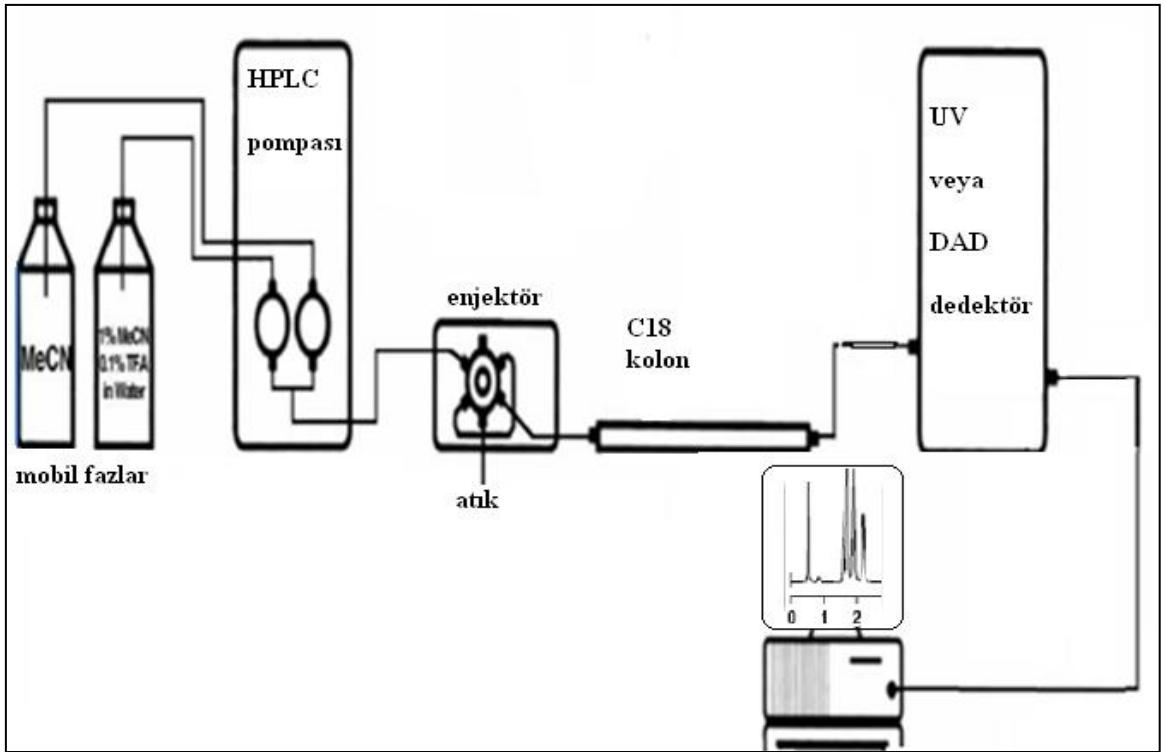 HPLC
pompası
MeCN
1% MeCN
0.1% TFA
in Water
mobil fazlar
enjektör
atık
C18
kolon
UV
veya
DAD
dedektör
0 1 2